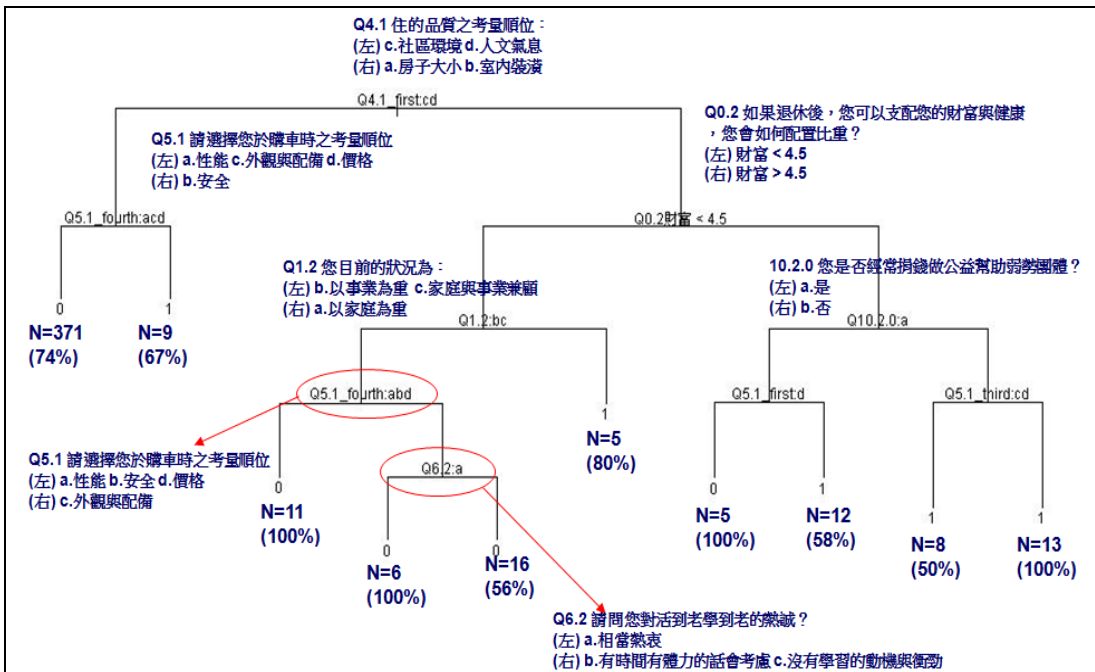 Q4.1 住的品質之考量順位：
(左) c.社區環境 d.人文氣息
(右) a.房子大小 b.室內裝潢
Q4.1_first:cd
Q0.2 如果退休後，您可以支配您的財富與健康
，您會如何配置比重？
(左) 財富 < 4.5
(右) 財富 > 4.5
Q5.1 請選擇您於購車時之考量順位
(左) a.性能 c.外觀與配備 d.價格
(右) b.安全
Q5.1_fourth:acd
Q0.2財富 < 4.5
Q1.2 您目前的狀況為：
(左) b.以事業為重 c.家庭與事業兼顧
(右) a.以家庭為重
10.2.0 您是否經常捐錢做公益幫助弱勢團體？
(左) a.是
(右) b.否
0
N=371
(74%)
1
N=9
(67%)
Q1.2:bc
Q10.2.0:a
Q5.1_fourth:abd
1
N=5
(80%)
Q5.1_first:d
Q5.1_third:cd
Q5.1 請選擇您於購車時之考量順位
(左) a.性能 b.安全 d.價格
(右) c.外觀與配備
0
N=11
(100%)
Q6.2:a
0
N=6
(100%)
0
N=16
(56%)
0
N=5
(100%)
1
N=12
(58%)
1
N=8
(50%)
1
N=13
(100%)
Q6.2 請問您對活到老學到老的熱誠？
(左) a.相當熱衷
(右) b.有時間有體力的話會考慮 c.沒有學習的動機與衝勁